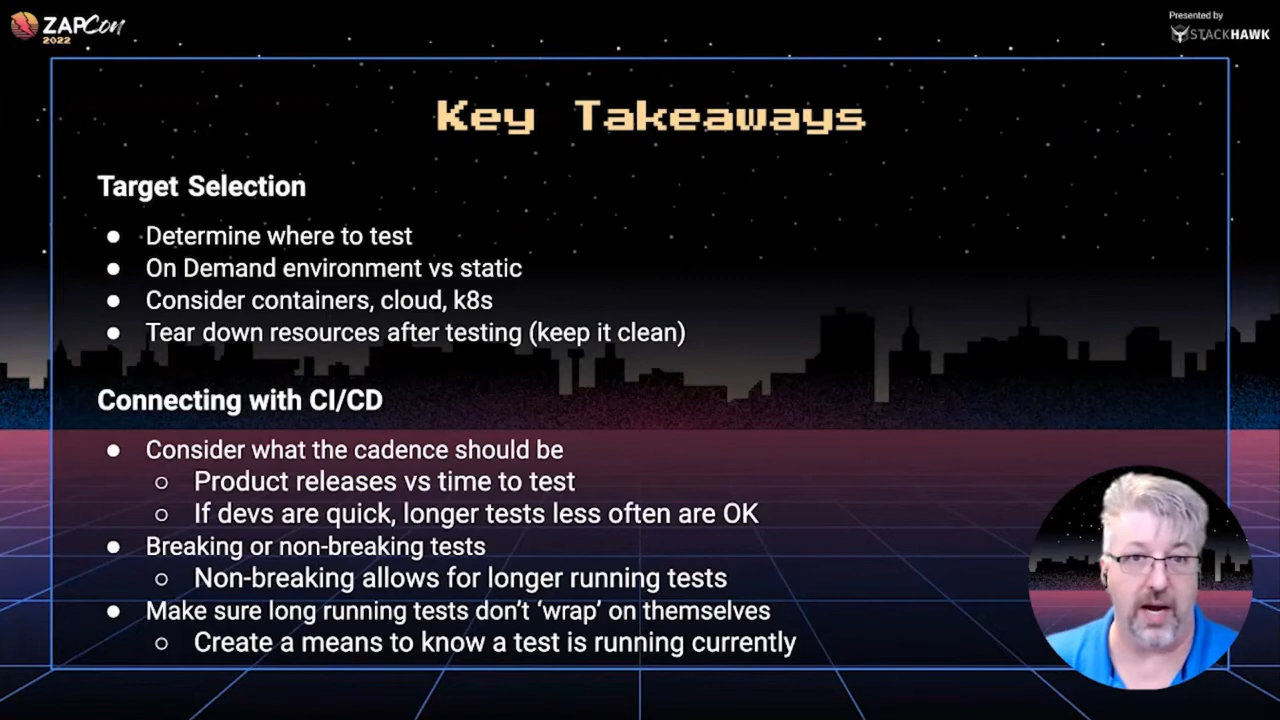 ZAPCon
2022
Presented by
STACKHAWK
Key Takeaways
Target Selection
● Determine where to test
● On Demand environment vs static
● Consider containers, cloud, k8s
● Tear down resources after testing (keep it clean)
Connecting with CI/CD
● Consider what the cadence should be
○ Product releases vs time to test
○ If devs are quick, longer tests less often are OK
● Breaking or non-breaking tests
○ Non-breaking allows for longer running tests
● Make sure long running tests don’t ‘wrap’ on themselves
○ Create a means to know a test is running currently